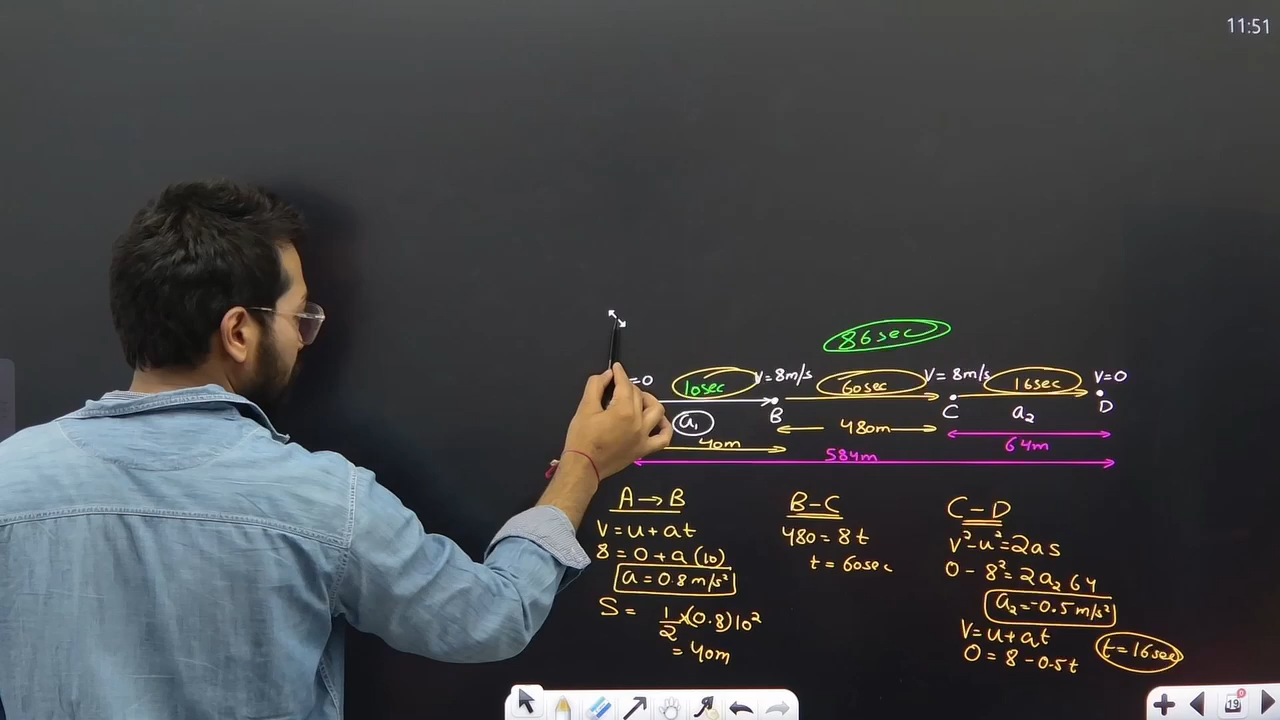 11:51
86sec
=0 10sec V=8m/s 60sec V=8m/s 16sec V=0
B C D
a₁ 480m a₂
40m 64m
584m
A→B
V=u+at
8=0+a(10)
a=0.8m/s²
S= 1/2×(0.8)10²
=40m
B-C
480=8t
t=60sec
C-D
V²-u²=2as
0-8²=2a₂64
a₂=-0.5m/s²
V=u+at
0=8-0.5t
t=16sec
19